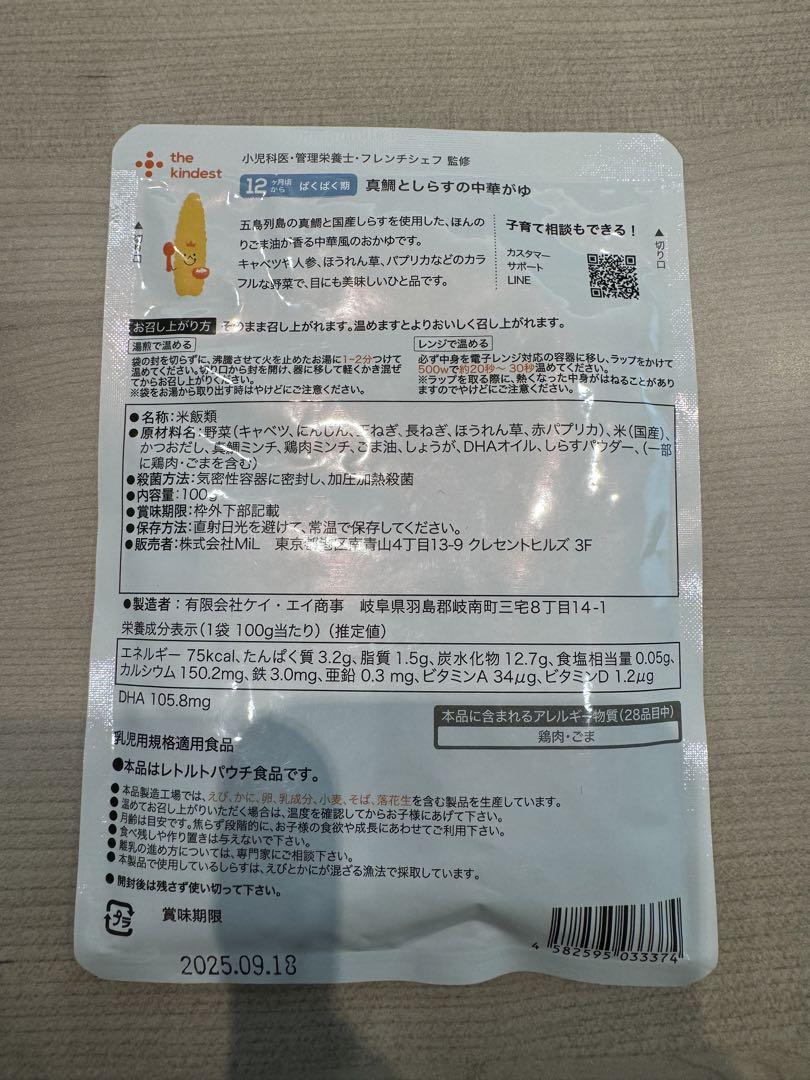 the
kindest
小児科医・管理栄養士・フレンチシェフ 監修
12ヶ月頃から ぱくぱく期 真鯛としらすの中華がゆ
五島列島の真鯛と国産しらすを使用した、ほんの
りごま油が香る中華風のおかゆです。
キャベツや人参、ほうれん草、パプリカなどのカラ
フルな野菜で、目にも美味しいひと品です。
子育て相談もできる！
カスタマー
サポート
LINE
▲切り口
▲切り口
お召し上がり方 そのまま召し上がれます。温めますとよりおいしく召し上がれます。
湯煎で温める
袋の封を切らずに、沸騰させて火を止めたお湯に1~2分つけて
温めてください。切り口から封を開け、器に移して軽くかき混ぜ
てからお召し上がりください。
※袋をお湯から取り出す時はやけどにご注意ください。
レンジで温める
必ず中身を電子レンジ対応の容器に移し、ラップをかけて
500wで約20秒〜30秒温めてください。
※ラップを取る際に、熱くなった中身がはねることがあり
ますのでやけどにご注意ください。
●名称：米飯類
●原材料名：野菜（キャベツ、にんじん、玉ねぎ、長ねぎ、ほうれん草、赤パプリカ）、米（国産）、
かつおだし、真鯛ミンチ、鶏肉ミンチ、ごま油、しょうが、DHAオイル、しらすパウダー、（一部
に鶏肉・ごまを含む）
●殺菌方法：気密性容器に密封し、加圧加熱殺菌
●内容量：100g
●賞味期限：枠外下部記載
●保存方法：直射日光を避けて、常温で保存してください。
●販売者：株式会社MiL 東京都港区南青山4丁目13-9 クレセントヒルズ 3F
●製造者：有限会社ケイ・エイ商事 岐阜県羽島郡岐南町三宅8丁目14-1
栄養成分表示（1袋 100g当たり）（推定値）
エネルギー 75kcal、たんぱく質 3.2g、脂質 1.5g、炭水化物 12.7g、食塩相当量 0.05g、
カルシウム 150.2mg、鉄 3.0mg、亜鉛 0.3 mg、ビタミンA 34μg、ビタミンD 1.2μg
DHA 105.8mg
本品に含まれるアレルギー物質（28品目中）
鶏肉・ごま
乳児用規格適用食品
●本品はレトルトパウチ食品です。
●本品製造工場では、えび、かに、卵、乳成分、小麦、そば、落花生を含む製品を生産しています。
●温めてお召し上がりいただく場合は、温度を確認してからお子様にあげて下さい。
●月齢は目安です。焦らず段階的に、お子様の食欲や成長にあわせてご利用下さい。
●食べ残しや作り置きは与えないで下さい。
●離乳の進め方については、専門家にご相談下さい。
●本製品で使用しているしらすは、えびとかにが混ざる漁法で採取しています。
●開封後は残さず使い切って下さい。
プラ
賞味期限
2025.09.18
4 582595 033374